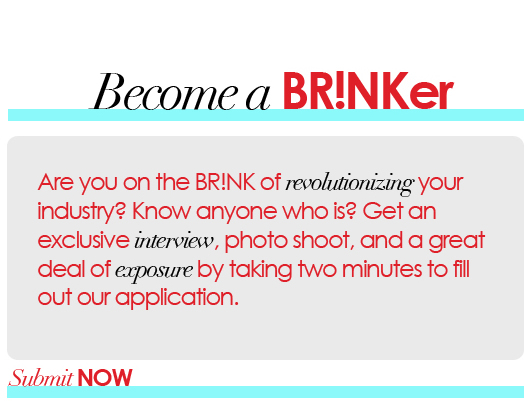 Become a BR!NKer
Are you on the BR!NK of revolutionizing your
industry? Know anyone who is? Get an
exclusive interview, photo shoot, and a great
deal of exposure by taking two minutes to fill
out our application.
Submit NOW